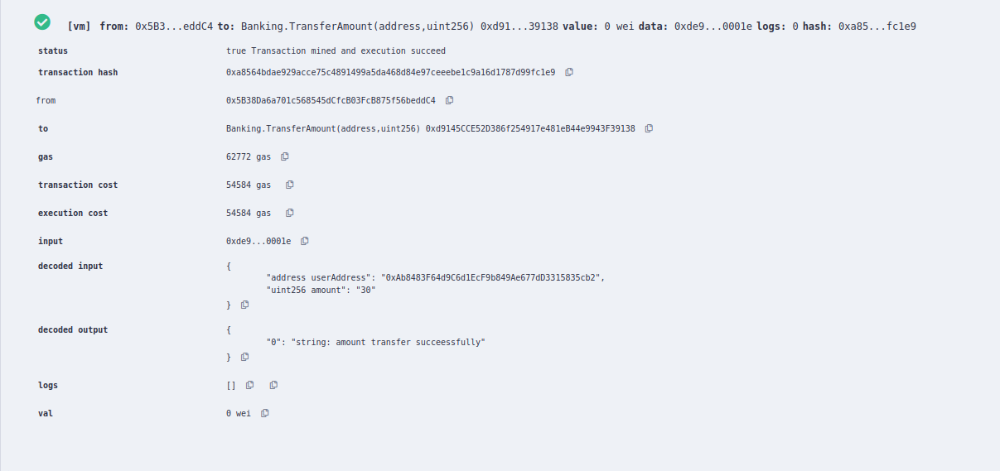 [vm] from: 0x5B3...eddC4 to: Banking.TransferAmount(address,uint256) 0xd91...39138 value: 0 wei data: 0xde9...0001e logs: 0 hash: 0xa85...fc1e9
status true Transaction mined and execution succeed
transaction hash 0xa8564bdae929acce75c4891499a5da468d84e97ceeebe1c9a16d1787d99fc1e9
from 0x5B38Da6a701c568545dCfcB03FcB875f56beddC4
to Banking.TransferAmount(address,uint256) 0xd9145CCE52D386f254917e481eB44e9943F39138
gas 62772 gas
transaction cost 54584 gas
execution cost 54584 gas
input 0xde9...0001e
decoded input {
"address userAddress": "0xAb8483F64d9C6d1EcF9b849Ae677dD3315835cb2",
"uint256 amount": "30"
}
decoded output {
"0": "string: amount transfer succeessfully"
}
logs []
val 0 wei